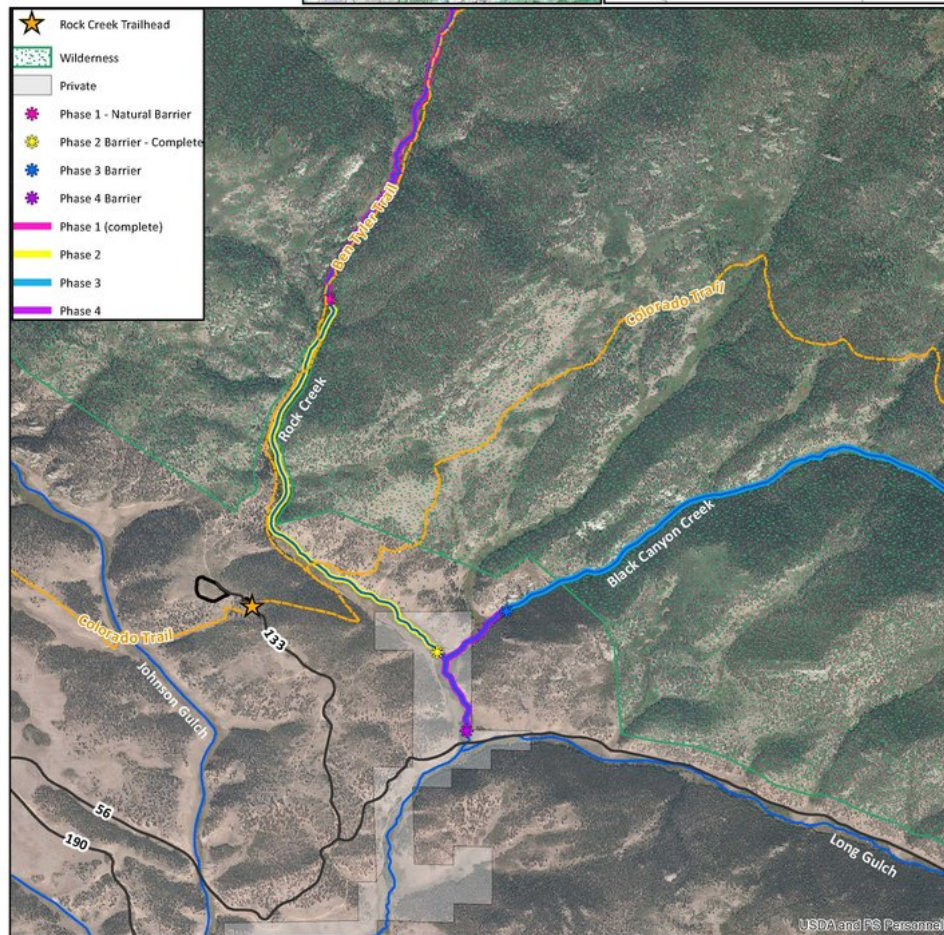 Rock Creek Trailhead
Wilderness
Private
Phase 1 - Natural Barrier
Phase 2 Barrier - Complete
Phase 3 Barrier
Phase 4 Barrier
Phase 1 (complete)
Phase 2
Phase 3
Phase 4
Ben Tyler Trail
Colorado Trail
Rock Creek
Black Canyon Creek
Colorado Trail
133
Johnson Gulch
56
190
Long Gulch
USDA and FS Personnel